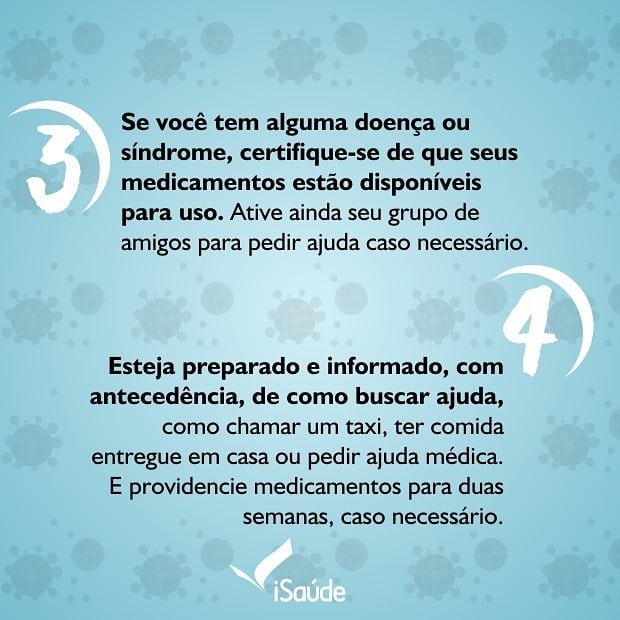 3
Se você tem alguma doença ou
síndrome, certifique-se de que seus
medicamentos estão disponíveis
para uso. Ative ainda seu grupo de
amigos para pedir ajuda caso necessário.
4
Esteja preparado e informado, com
antecedência, de como buscar ajuda,
como chamar um taxi, ter comida
entregue em casa ou pedir ajuda médica.
E providencie medicamentos para duas
semanas, caso necessário.
iSaúde